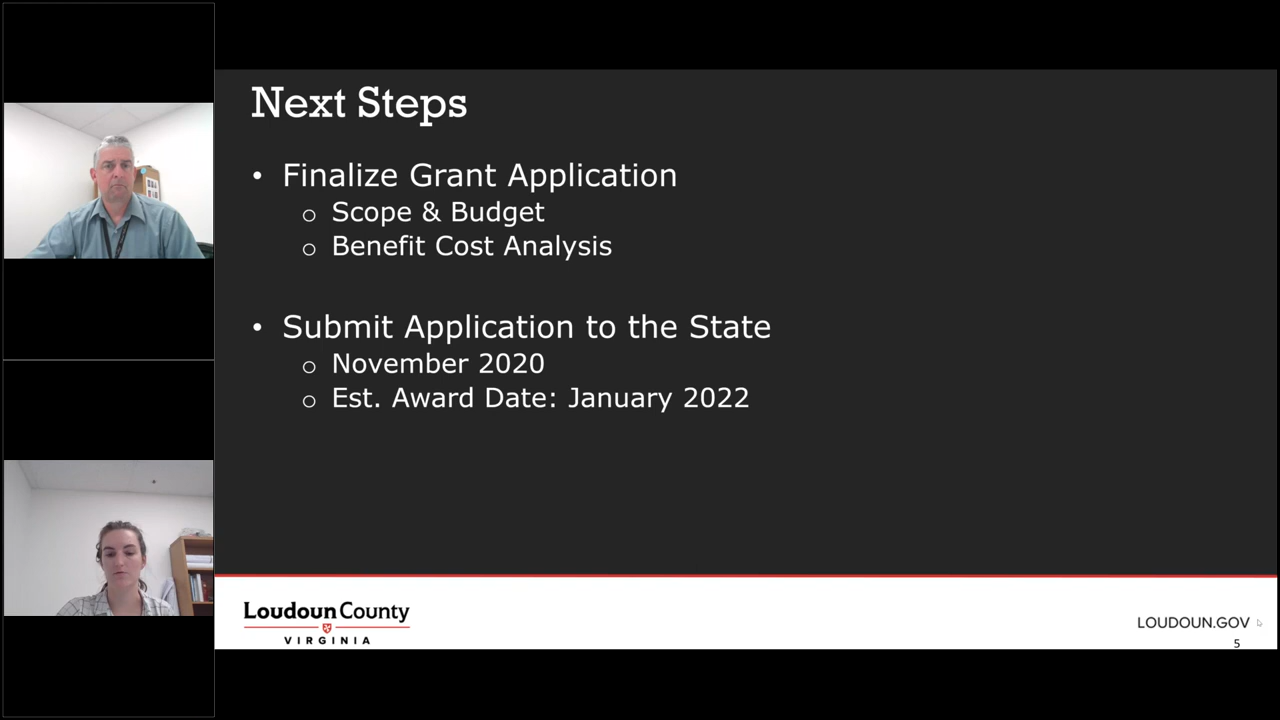 Next Steps
• Finalize Grant Application
o Scope & Budget
o Benefit Cost Analysis
• Submit Application to the State
o November 2020
o Est. Award Date: January 2022
Loudoun County
VIRGINIA
LOUDOUN.GOV
5